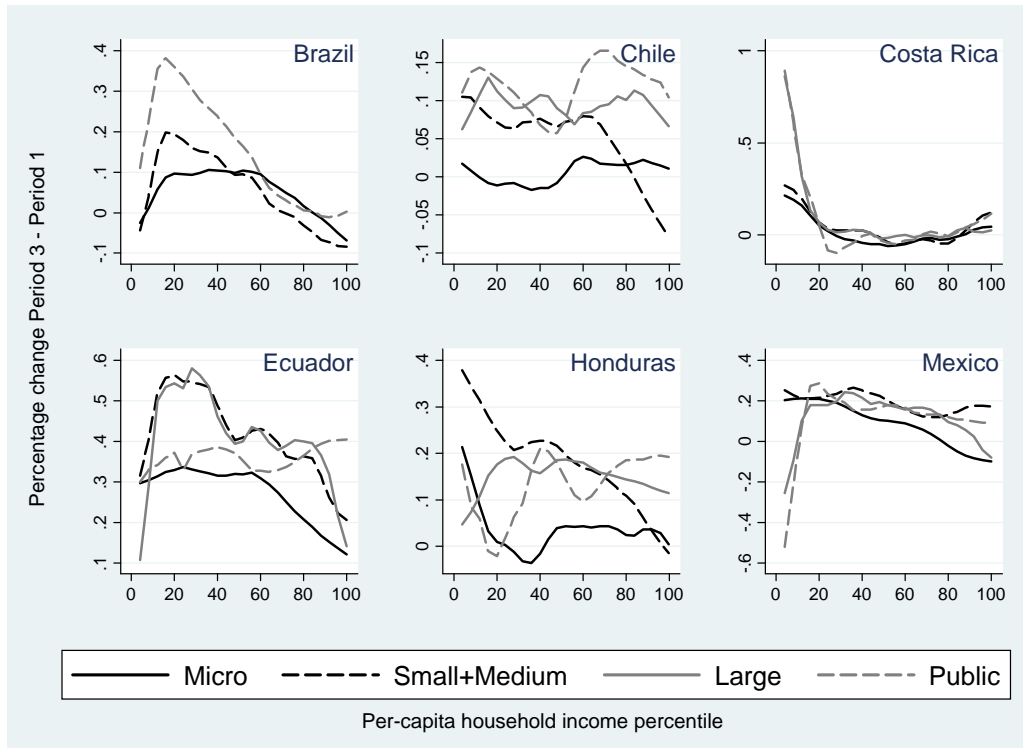 Percentage change Period 3 - Period 1
Brazil
.4
.3
.2
.1
0
-.1
0 20 40 60 80 100
Chile
.15
.1
.05
0
-.05
-.1
0 20 40 60 80 100
Costa Rica
1
.5
0
0 20 40 60 80 100
Ecuador
.6
.5
.4
.3
.2
.1
0 20 40 60 80 100
Honduras
.4
.3
.2
.1
0
0 20 40 60 80 100
Mexico
.4
.2
0
-.2
-.4
-.6
0 20 40 60 80 100
Micro Small+Medium Large Public
Per-capita household income percentile